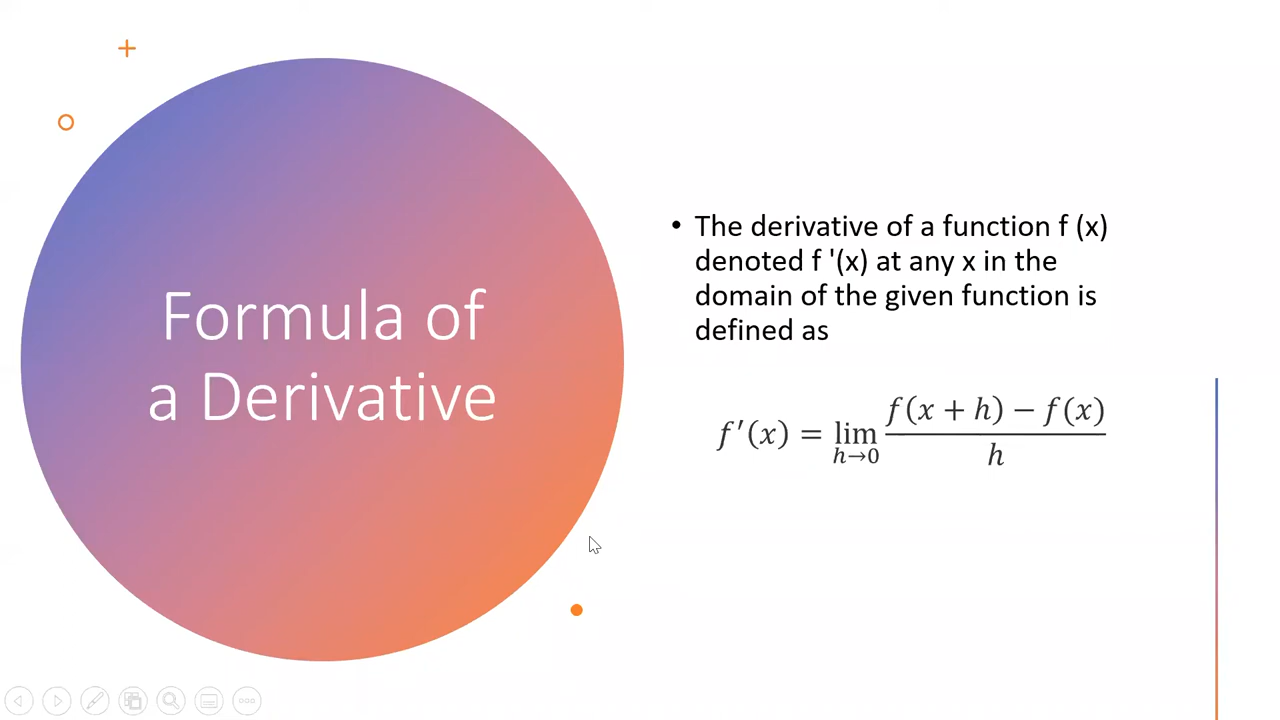 Formula of
a Derivative
• The derivative of a function f (x)
denoted f '(x) at any x in the
domain of the given function is
defined as
f′(x) = lim h→0 f(x + h) − f(x) / h